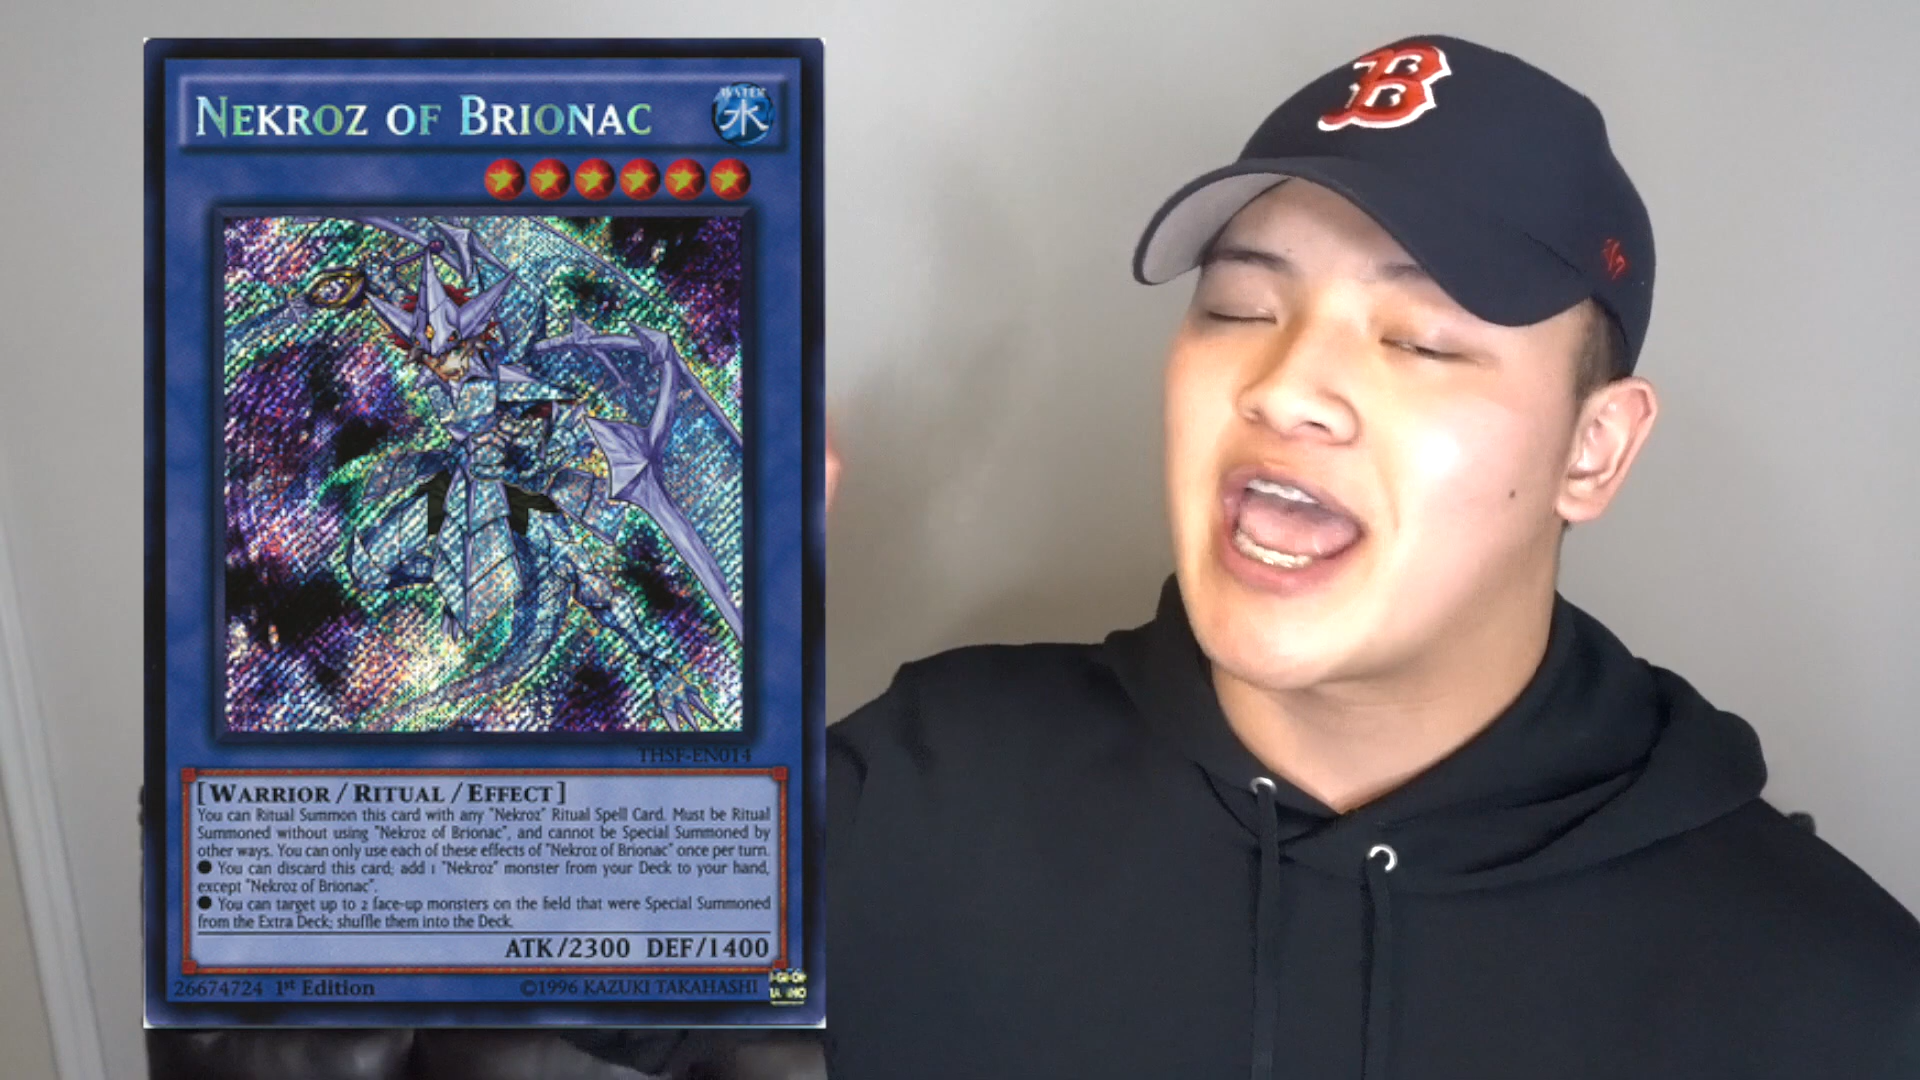 NEKROZ OF BRIONAC
WATER
水
THSF-EN014
[WARRIOR/RITUAL/EFFECT]
You can Ritual Summon this card with any "Nekroz" Ritual Spell Card. Must be Ritual
Summoned without using "Nekroz of Brionac", and cannot be Special Summoned by
other ways. You can only use each of these effects of "Nekroz of Brionac" once per turn.
● You can discard this card; add 1 "Nekroz" monster from your Deck to your hand,
except "Nekroz of Brionac".
● You can target up to 2 face-up monsters on the field that were Special Summoned
from the Extra Deck; shuffle them into the Deck.
ATK/2300 DEF/1400
26674724 1st Edition ©1996 KAZUKI TAKAHASHI
B
47